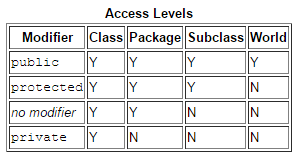 Access Levels
Modifier Class Package Subclass World
public Y Y Y Y
protected Y Y Y N
no modifier Y Y N N
private Y N N N